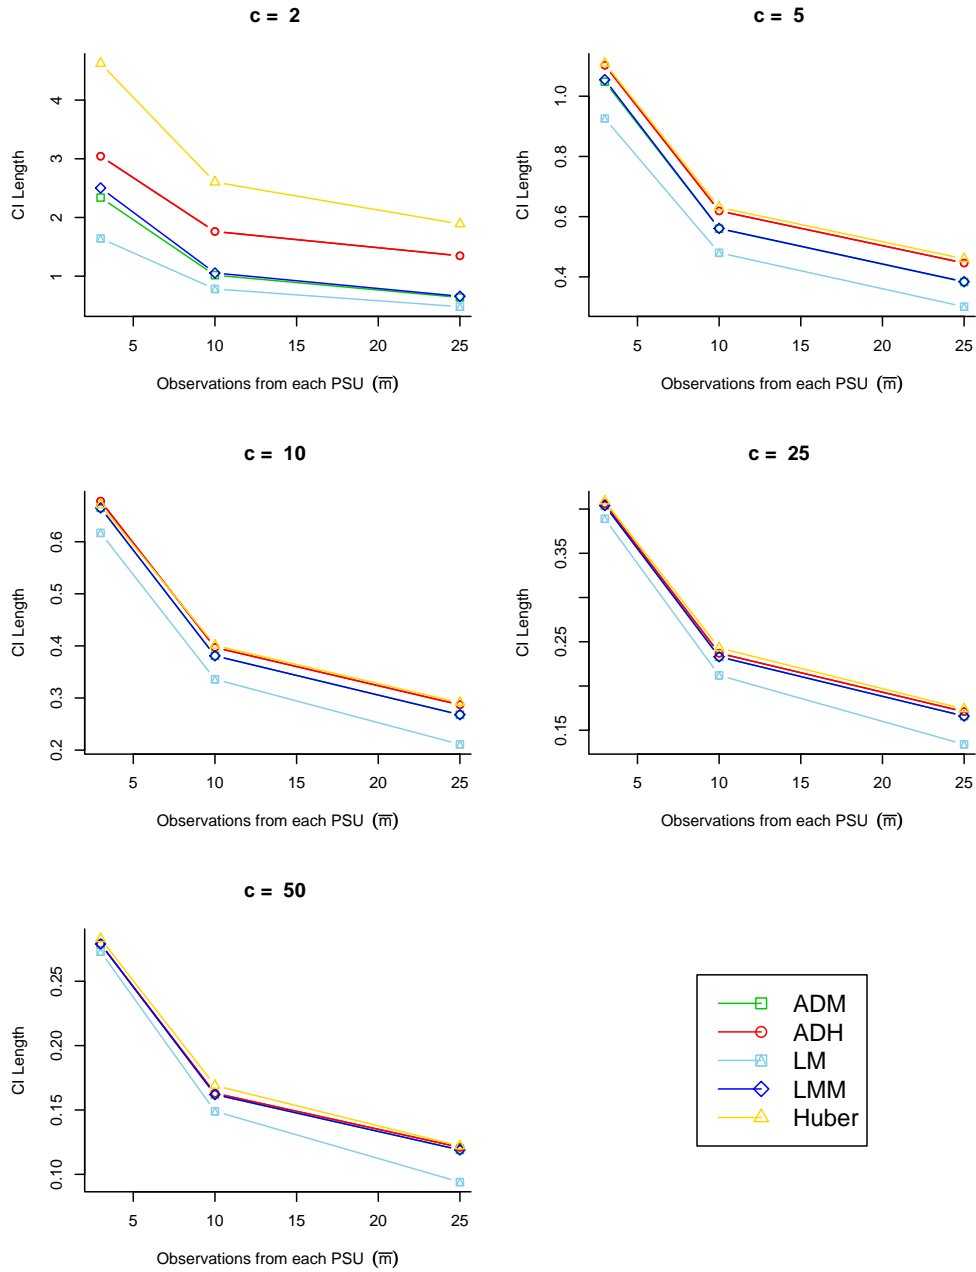 c = 2
CI Length
4
3
2
1
5 10 15 20 25
Observations from each PSU (m̅)
c = 5
CI Length
1.0
0.8
0.6
0.4
5 10 15 20 25
Observations from each PSU (m̅)
c = 10
CI Length
0.6
0.5
0.4
0.3
0.2
5 10 15 20 25
Observations from each PSU (m̅)
c = 25
CI Length
0.35
0.25
0.15
5 10 15 20 25
Observations from each PSU (m̅)
c = 50
CI Length
0.25
0.20
0.15
0.10
5 10 15 20 25
Observations from each PSU (m̅)
ADM
ADH
LM
LMM
Huber